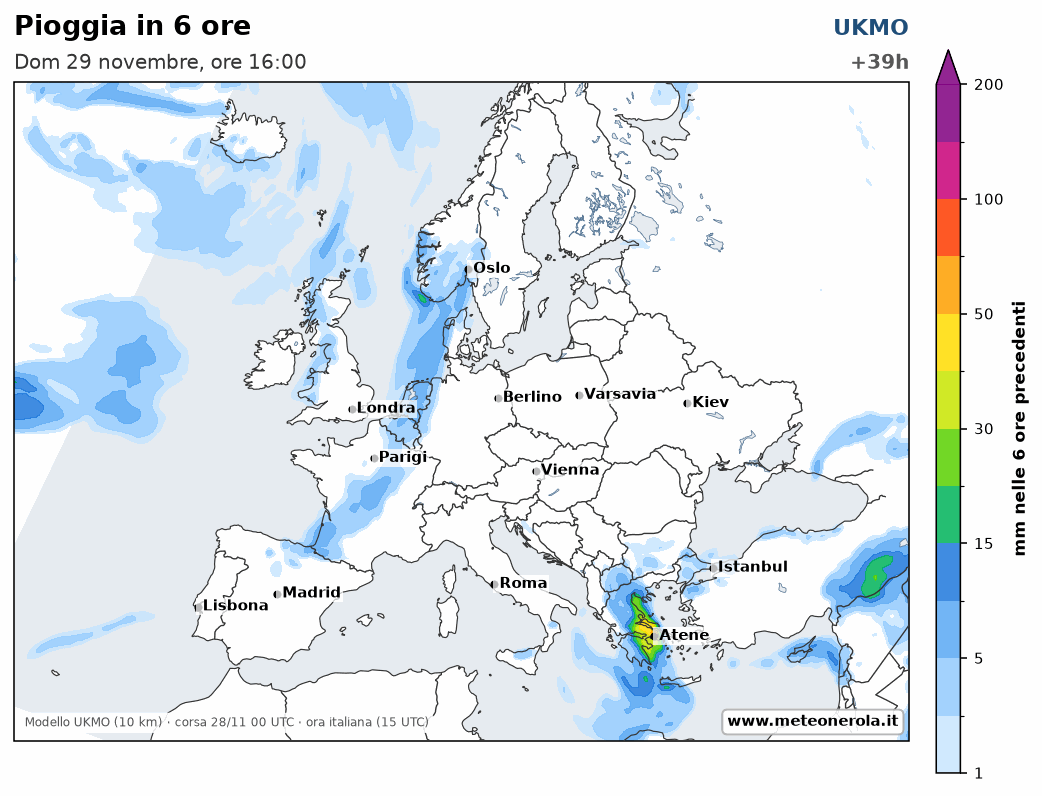 Pioggia in 6 ore
UKMO
Dom 29 novembre, ore 16:00
+39h
200
100
50
30
15
5
1
mm nelle 6 ore precedenti
Oslo
Berlino
Varsavia
Kiev
Londra
Parigi
Vienna
Istanbul
Roma
Madrid
Lisbona
Atene
Modello UKMO (10 km) · corsa 28/11 00 UTC · ora italiana (15 UTC)
www.meteonerola.it